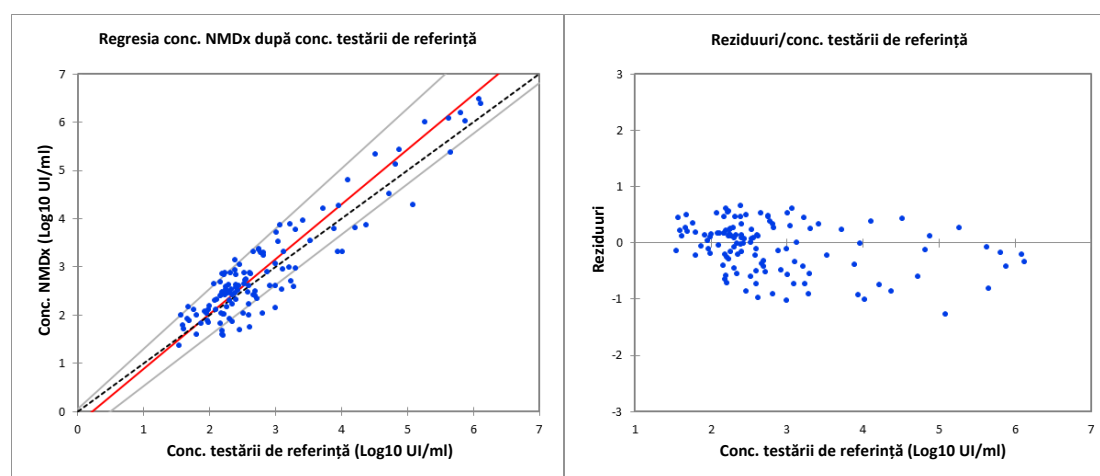 Regresia conc. NMDx după conc. testării de referință
7
6
5
4
3
2
1
0
0 1 2 3 4 5 6 7
Conc. NMDx (Log10 UI/ml)
Conc. testării de referință (Log10 UI/ml)
Reziduuri/conc. testării de referință
3
2
1
0
-1
-2
-3
1 2 3 4 5 6 7
Reziduuri
Conc. testării de referință (Log10 UI/ml)